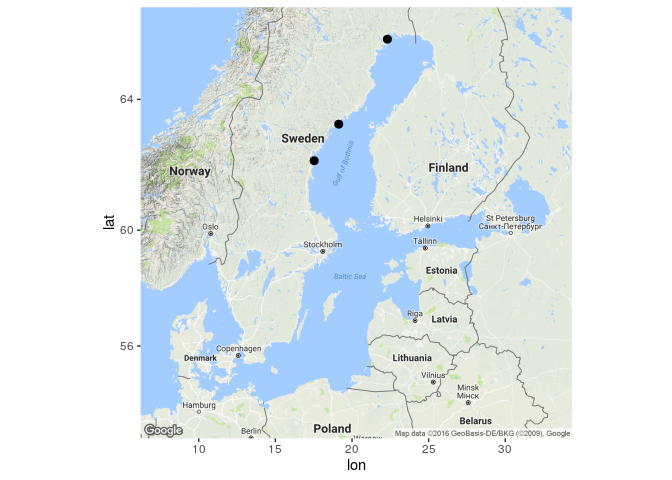 64
Sweden
Gulf of Bothnia
Finland
Norway
60
Oslo
Helsinki
St Petersburg
Санкт-Петербург
Stockholm
Tallinn
Baltic Sea
Estonia
lat
Riga
Latvia
56
Copenhagen
Denmark
Lithuania
Vilnius
Minsk
Мінск
Hamburg
Belarus
Berlin
Poland
Warsaw
Google
Map data ©2016 GeoBasis-DE/BKG (©2009), Google
10
15
20
25
30
lon